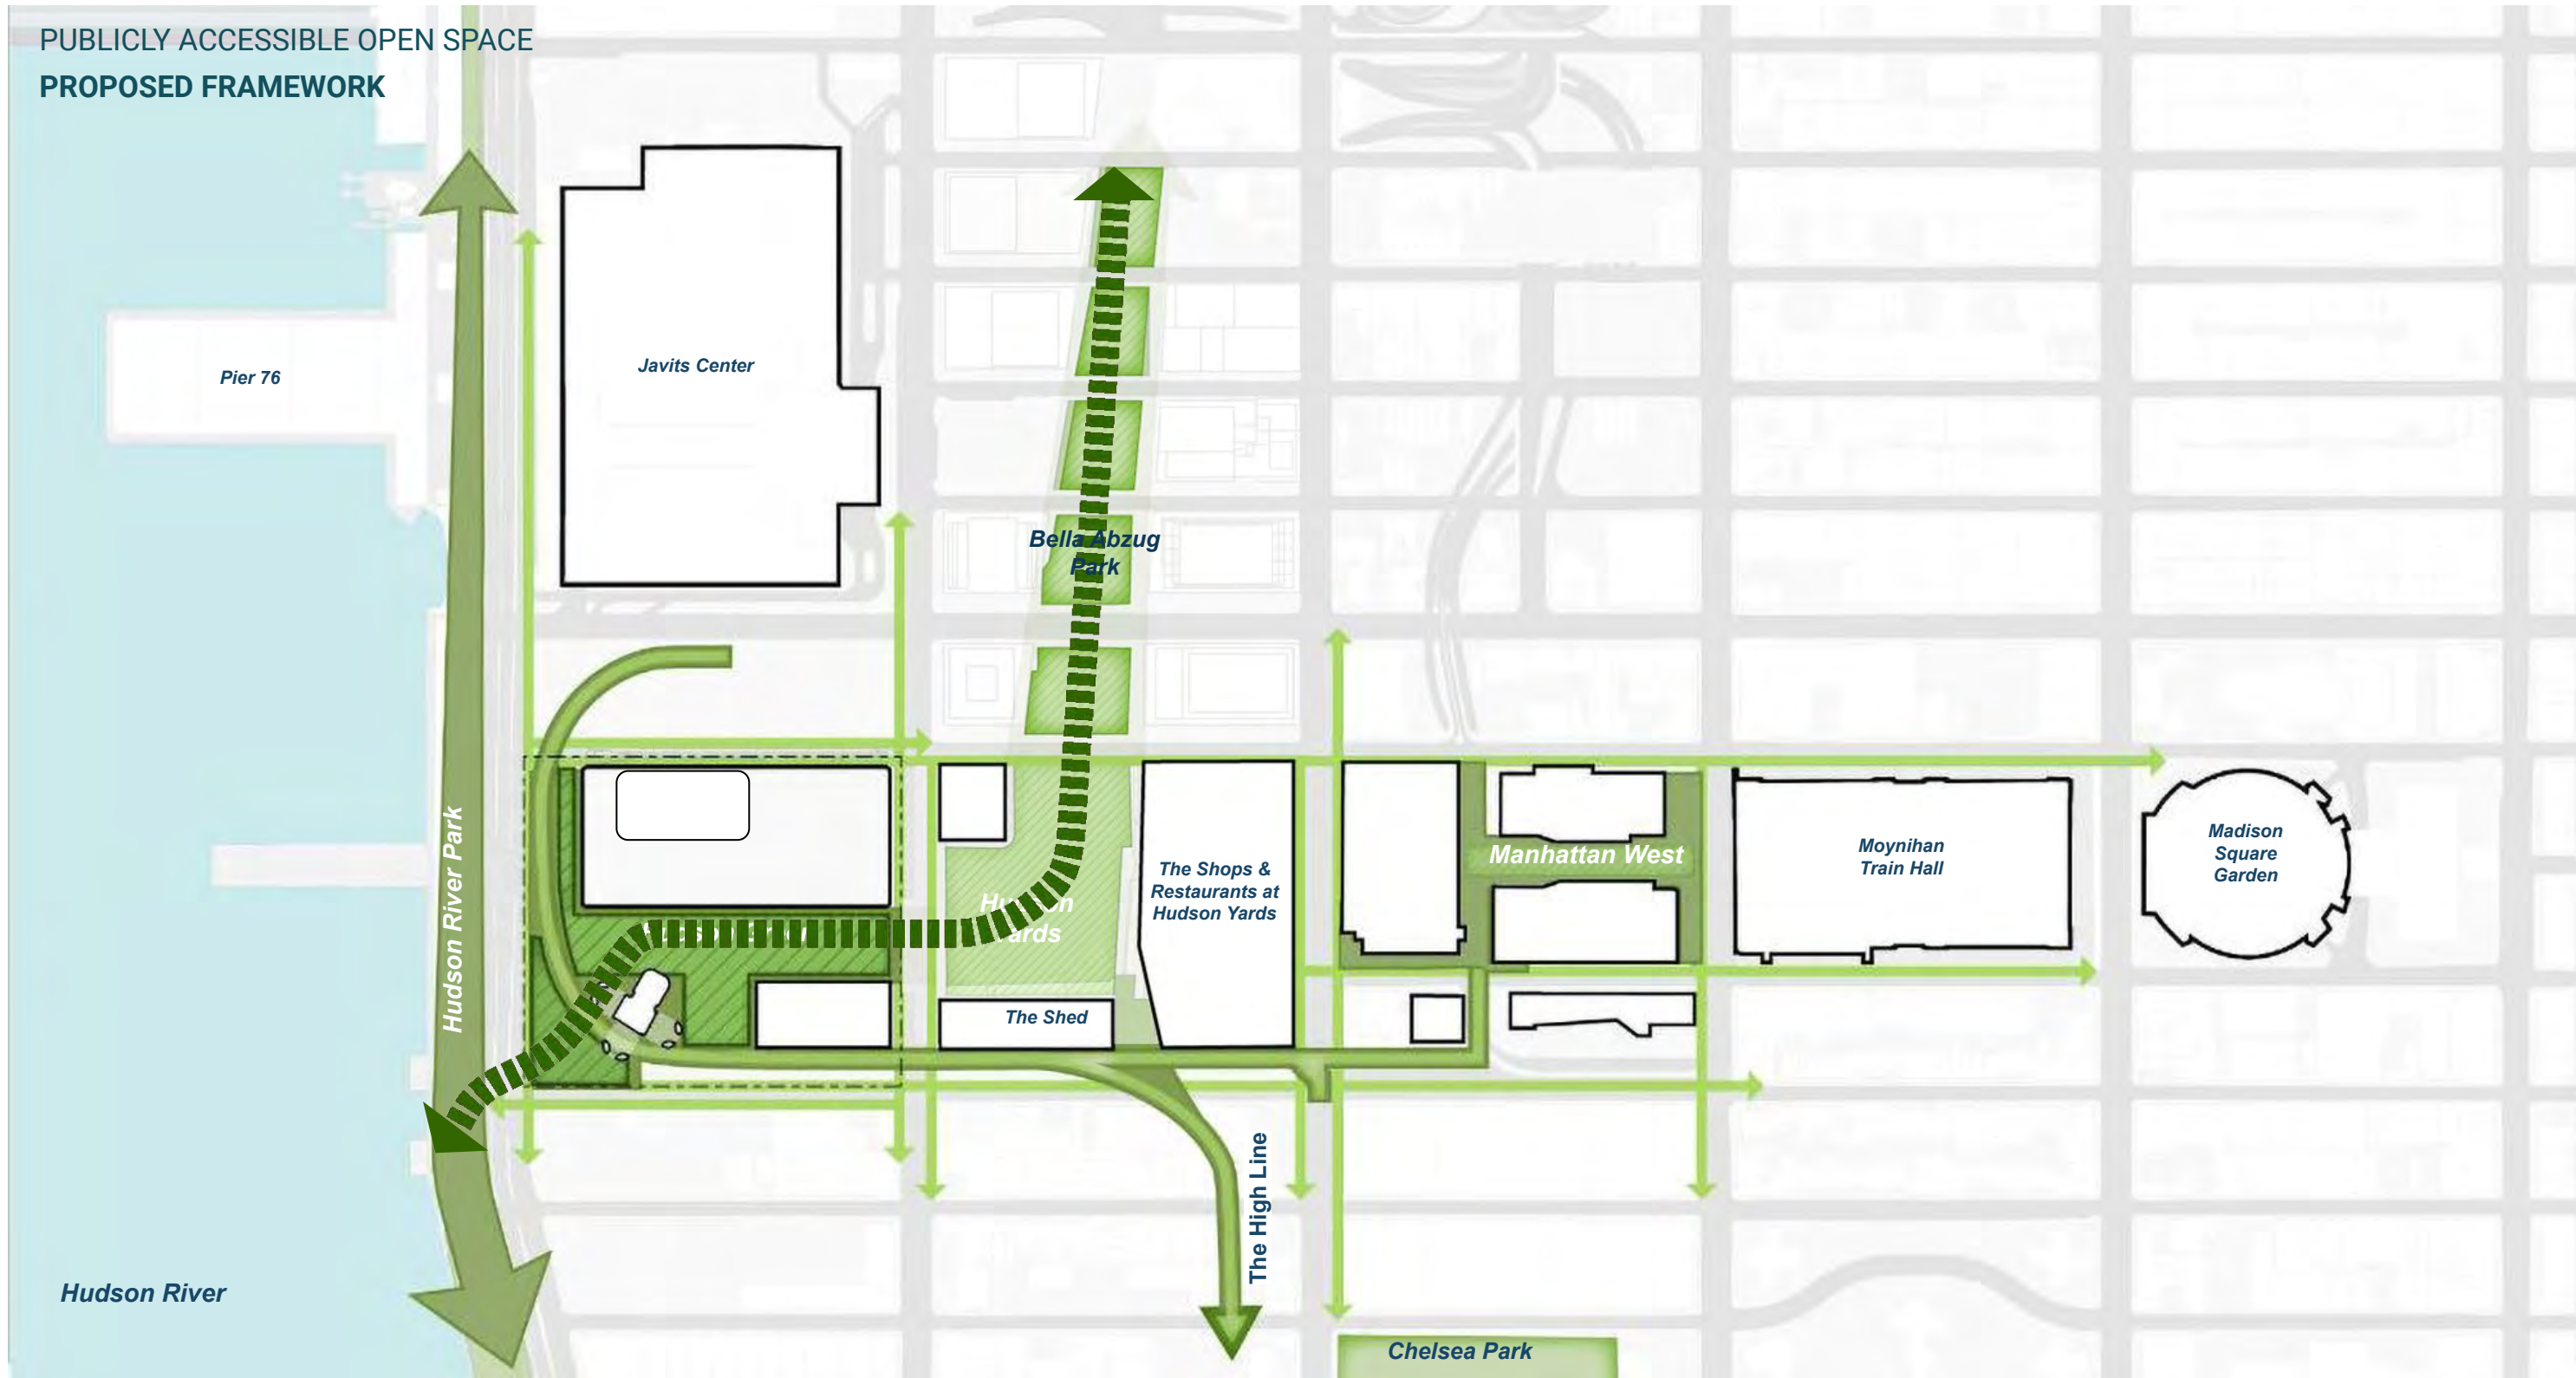 PUBLICLY ACCESSIBLE OPEN SPACE
PROPOSED FRAMEWORK
Pier 76
Javits Center
Bella Abzug
Park
Hudson River Park
Hudson
Yards
The Shops &
Restaurants at
Hudson Yards
Manhattan West
Moynihan
Train Hall
Madison
Square
Garden
The Shed
The High Line
Hudson River
Chelsea Park